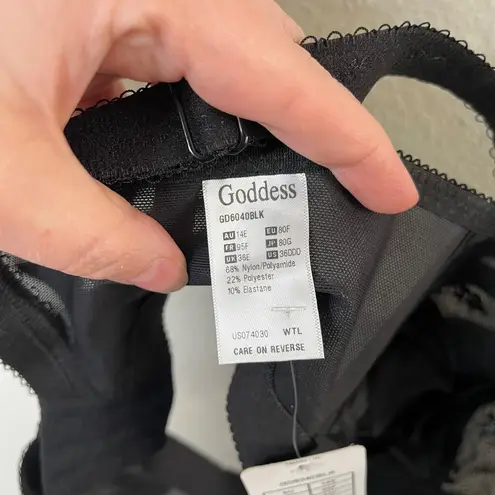 Goddess
GD6040BLK
AU 14E EU 80F
FR 95F JP 80G
UK 36E US 36DDD
68% Nylon/Polyamide
22% Polyester
10% Elastane
US074030 WTL
CARE ON REVERSE